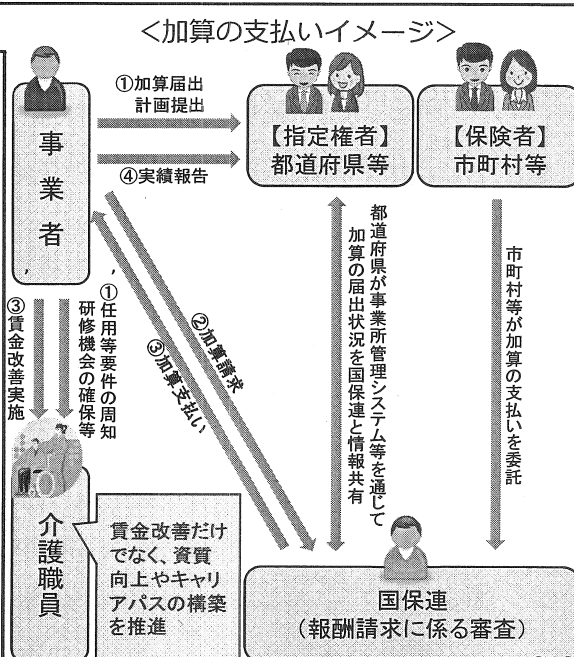 <加算の支払いイメージ>
事業者
①加算届出
計画提出
④実績報告
【指定権者】
都道府県等
【保険者】
市町村等
②加算請求
③加算支払い
都道府県が事業所管理システム等を通じて
加算の届出状況を国保連と情報共有
市町村等が加算の支払いを委託
①任用等要件の周知
研修機会の確保等
③賃金改善実施
介護職員
賃金改善だけ
でなく、資質
向上やキャリ
アパスの構築
を推進
国保連
(報酬請求に係る審査)